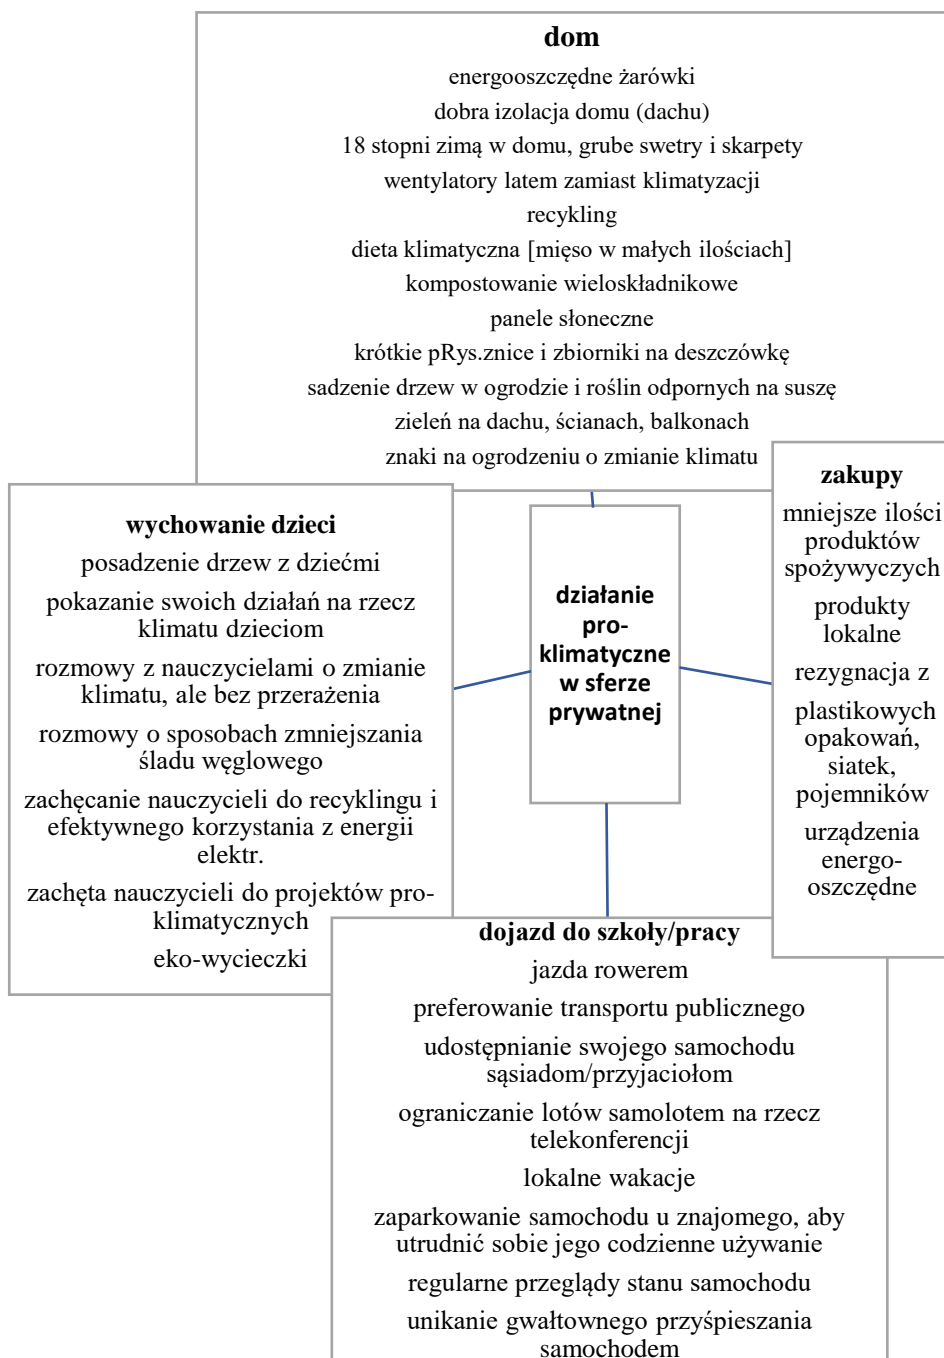 dom
energooszczędne żarówki
dobra izolacja domu (dachu)
18 stopni zimą w domu, grube swetry i skarpety
wentylatory latem zamiast klimatyzacji
recykling
dieta klimatyczna [mięso w małych ilościach]
kompostowanie wieloskładnikowe
panele słoneczne
krótkie pRys.znice i zbiorniki na deszczówkę
sadzenie drzew w ogrodzie i roślin odpornych na suszę
zieleń na dachu, ścianach, balkonach
znaki na ogrodzeniu o zmianie klimatu
wychowanie dzieci
posadzenie drzew z dziećmi
pokazanie swoich działań na rzecz
klimatu dzieciom
rozmowy z nauczycielami o zmianie
klimatu, ale bez przerażenia
rozmowy o sposobach zmniejszania
śladu węglowego
zachęcanie nauczycieli do recyklingu i
efektywnego korzystania z energii
elektr.
zachęta nauczycieli do projektów pro-
klimatycznych
eko-wycieczki
działanie
pro-
klimatyczne
w sferze
prywatnej
zakupy
mniejsze ilości
produktów
spożywyczych
produkty
lokalne
rezygnacja z
plastikowych
opakowań,
siatek,
pojemników
urządzenia
energo-
oszczędne
dojazd do szkoły/pracy
jazda rowerem
preferowanie transportu publicznego
udostępnianie swojego samochodu
sąsiadom/przyjaciołom
ograniczanie lotów samolotem na rzecz
telekonferencji
lokalne wakacje
zaparkowanie samochodu u znajomego, aby
utrudnić sobie jego codzienne używanie
regularne przeglądy stanu samochodu
unikanie gwałtownego przyśpieszania
samochodem